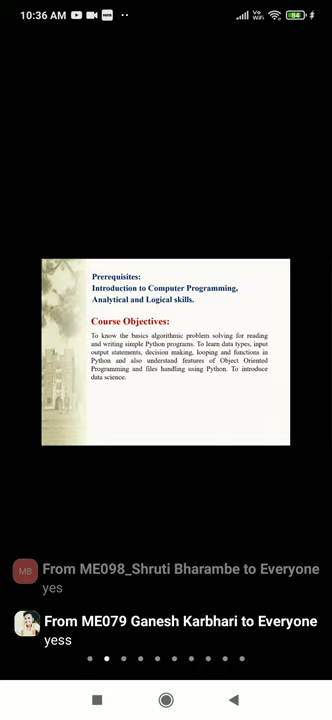 10:36 AM
Vo
WiFi
84
Prerequisites:
Introduction to Computer Programming,
Analytical and Logical skills.
Course Objectives:
To know the basics algorithmic problem solving for reading
and writing simple Python programs. To learn data types, input
output statements, decision making, looping and functions in
Python and also understand features of Object Oriented
Programming and files handling using Python. To introduce
data science.
MB
From ME098_Shruti Bharambe to Everyone
yes
From ME079 Ganesh Karbhari to Everyone
yess